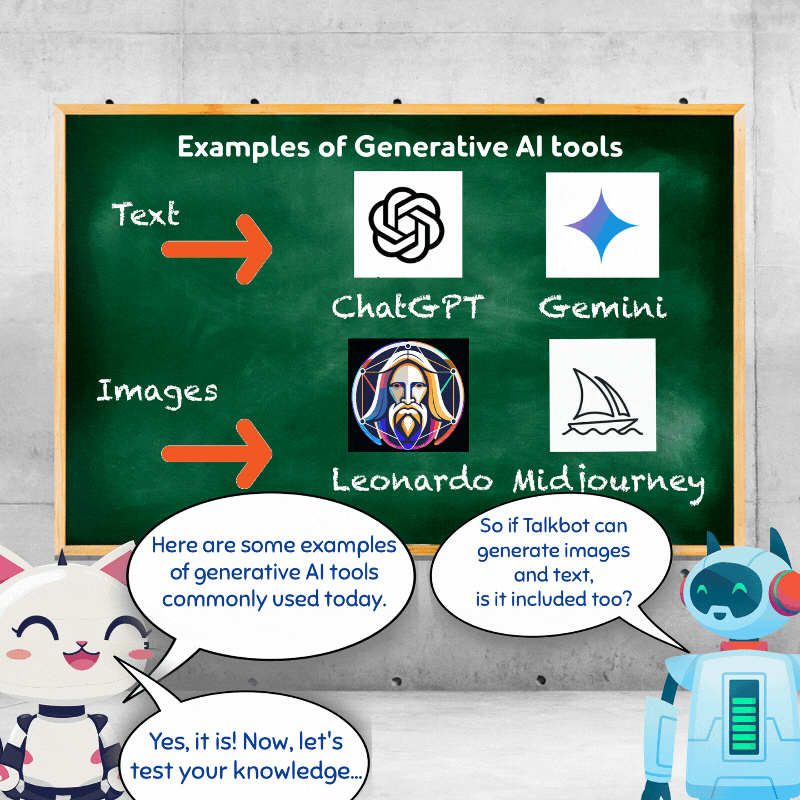 Examples of Generative AI tools
Text
ChatGPT Gemini
Images
Leonardo Midjourney
Here are some examples
of generative AI tools
commonly used today.
So if Talkbot can
generate images
and text,
is it included too?
Yes, it is! Now, let's
test your knowledge...